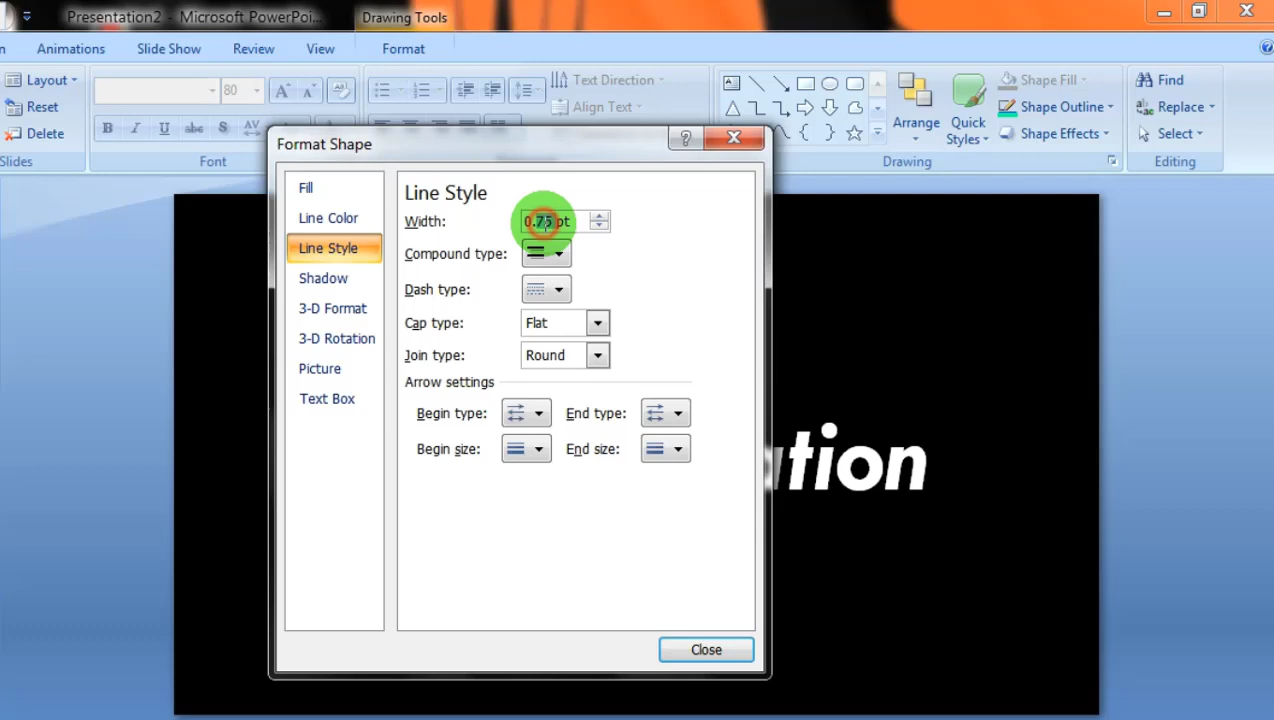 Presentation2 - Microsoft PowerPoi...
Drawing Tools
Animations
Slide Show
Review
View
Format
Layout
Reset
Delete
Slides
80
B I U abc S AV
Font
Text Direction
Align Text
Arrange
Quick
Styles
Shape Fill
Shape Outline
Shape Effects
Drawing
Find
Replace
Select
Editing
Format Shape
Fill
Line Color
Line Style
Shadow
3-D Format
3-D Rotation
Picture
Text Box
Line Style
Width: 0.75 pt
Compound type:
Dash type:
Cap type: Flat
Join type: Round
Arrow settings
Begin type: End type:
Begin size: End size:
Close
ation